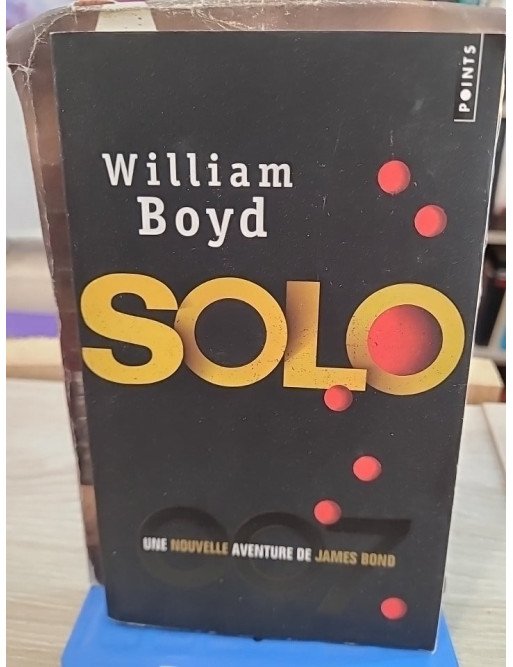 POINTS
William
Boyd
SOLO
007
UNE NOUVELLE AVENTURE DE JAMES BOND